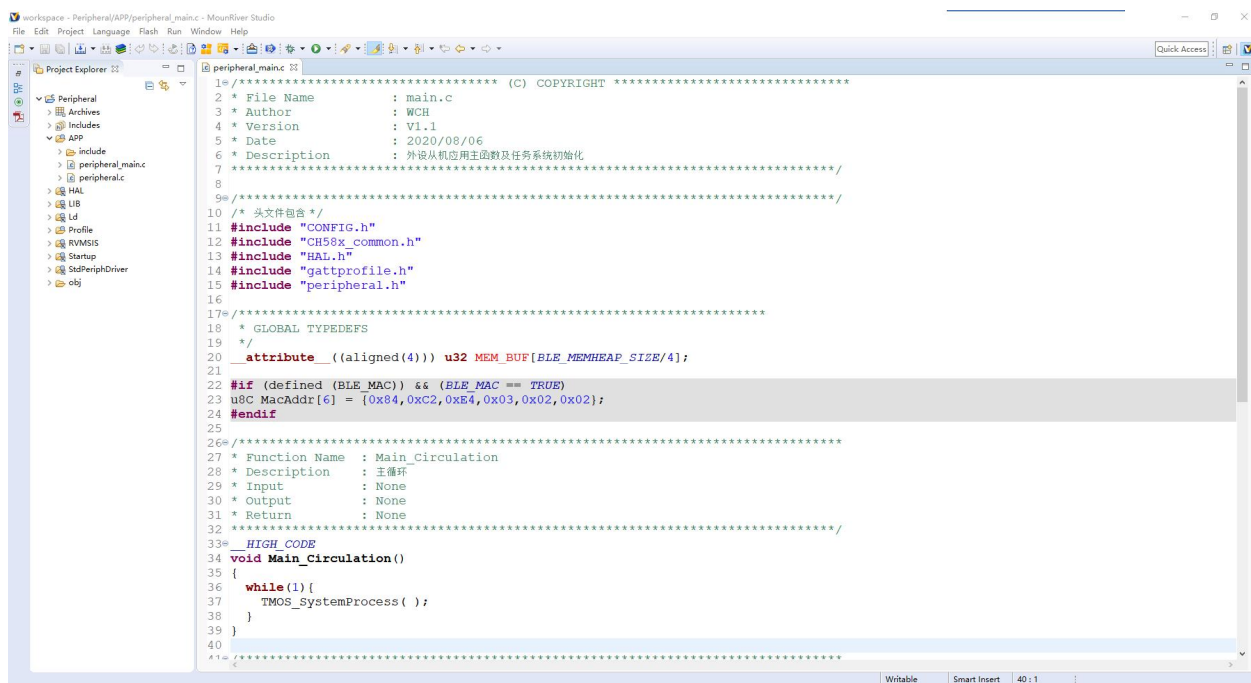 workspace - Peripheral/APP/peripheral_main.c - MounRiver Studio
File Edit Project Language Flash Run Window Help
Quick Access
Project Explorer
Peripheral
Archives
Includes
APP
include
peripheral_main.c
peripheral.c
HAL
LIB
Ld
Profile
RVMSIS
Startup
StdPeriphDriver
obj
peripheral_main.c
1 /********************************* (C) COPYRIGHT *******************************
2 * File Name : main.c
3 * Author : WCH
4 * Version : V1.1
5 * Date : 2020/08/06
6 * Description : 外设从机应用主函数及任务系统初始化
7 *******************************************************************************/
8
9 /******************************************************************************/
10 /* 头文件包含 */
11 #include "CONFIG.h"
12 #include "CH58x_common.h"
13 #include "HAL.h"
14 #include "gattprofile.h"
15 #include "peripheral.h"
16
17 /*********************************************************************
18 * GLOBAL TYPEDEFS
19 */
20 __attribute__((aligned(4))) u32 MEM_BUF[BLE_MEMHEAP_SIZE/4];
21
22 #if (defined (BLE_MAC)) && (BLE_MAC == TRUE)
23 u8C MacAddr[6] = {0x84,0xC2,0xE4,0x03,0x02,0x02};
24 #endif
25
26 /*******************************************************************************
27 * Function Name : Main_Circulation
28 * Description : 主循环
29 * Input : None
30 * Output : None
31 * Return : None
32 *******************************************************************************/
33 __HIGH_CODE
34 void Main_Circulation()
35 {
36 while(1){
37 TMOS_SystemProcess( );
38 }
39 }
40
41 /*******************************************************************************
Writable Smart Insert 40 : 1